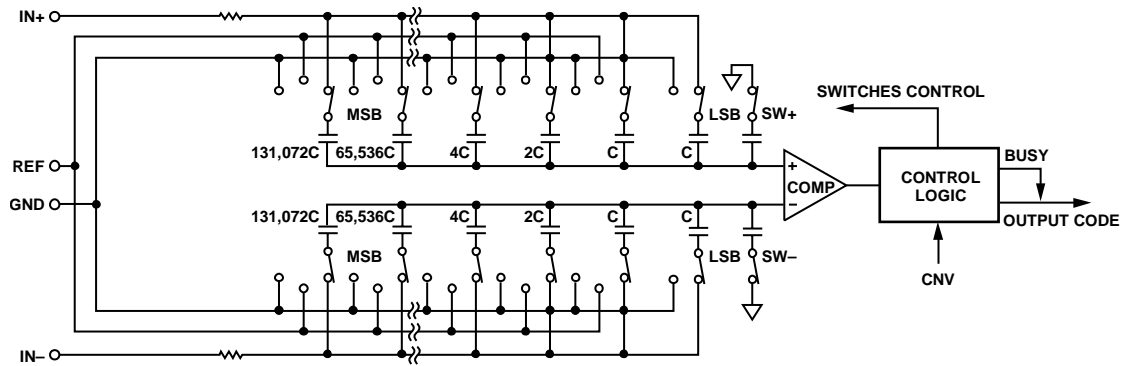 IN+
MSB
LSB
SW+
SWITCHES CONTROL
131,072C
65,536C
4C
2C
C
C
REF
GND
+
COMP
−
CONTROL
LOGIC
BUSY
OUTPUT CODE
131,072C
65,536C
4C
2C
C
C
MSB
LSB
SW−
CNV
IN−